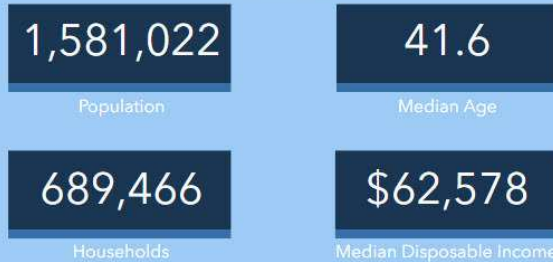 1,581,022 41.6
Population Median Age
689,466 $62,578
Households Median Disposable Income